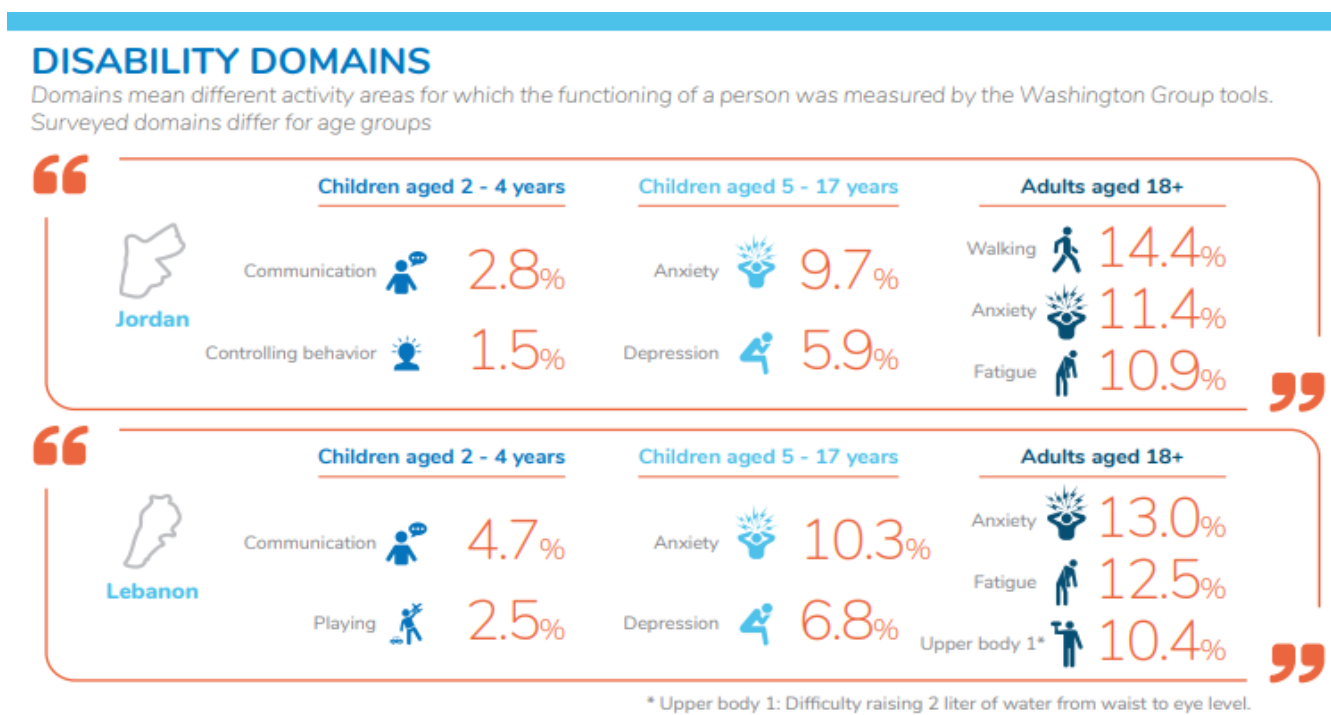 DISABILITY DOMAINS
Domains mean different activity areas for which the functioning of a person was measured by the Washington Group tools.
Surveyed domains differ for age groups
Jordan
Children aged 2 - 4 years
Communication 2.8%
Controlling behavior 1.5%
Children aged 5 - 17 years
Anxiety 9.7%
Depression 5.9%
Adults aged 18+
Walking 14.4%
Anxiety 11.4%
Fatigue 10.9%
Lebanon
Children aged 2 - 4 years
Communication 4.7%
Playing 2.5%
Children aged 5 - 17 years
Anxiety 10.3%
Depression 6.8%
Adults aged 18+
Anxiety 13.0%
Fatigue 12.5%
Upper body 1* 10.4%
* Upper body 1: Difficulty raising 2 liter of water from waist to eye level.